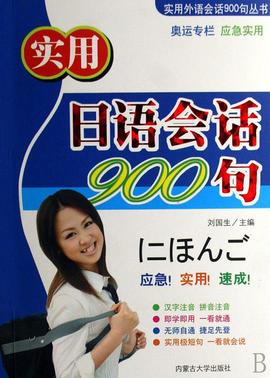 实用外语会话900句丛书
奥运专栏 应急实用
实用
日语会话
900句
刘国生/主编
にほんご
应急! 实用! 速成!
汉字注音 拼音注音
即学即用 一看就通
无师自通 捷足先登
实用极短句 一看就会说
内蒙古大学出版社
B